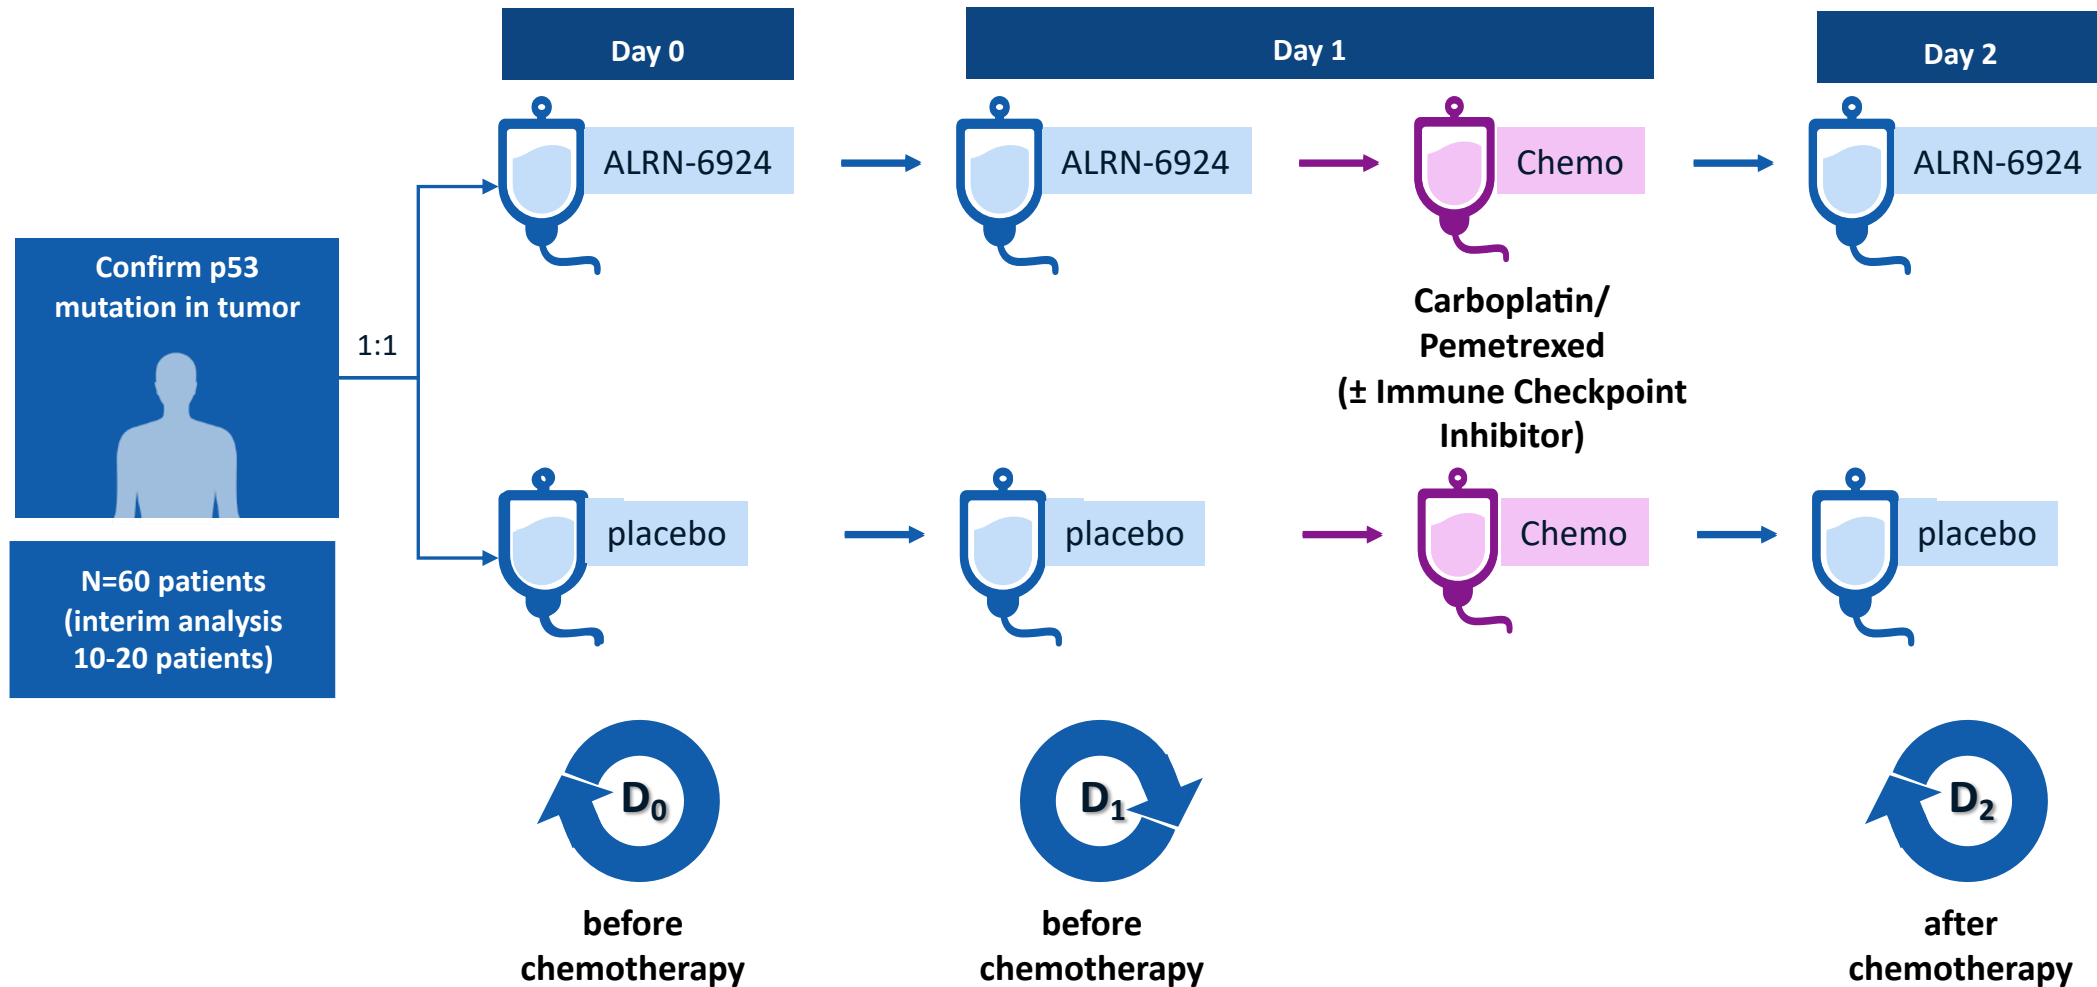 Day 0
Day 1
Day 2
ALRN-6924
ALRN-6924
Chemo
ALRN-6924
Confirm p53
mutation in tumor
1:1
Carboplatin/
Pemetrexed
(± Immune Checkpoint
Inhibitor)
placebo
placebo
Chemo
placebo
N=60 patients
(interim analysis
10-20 patients)
D0
D1
D2
before
chemotherapy
before
chemotherapy
after
chemotherapy